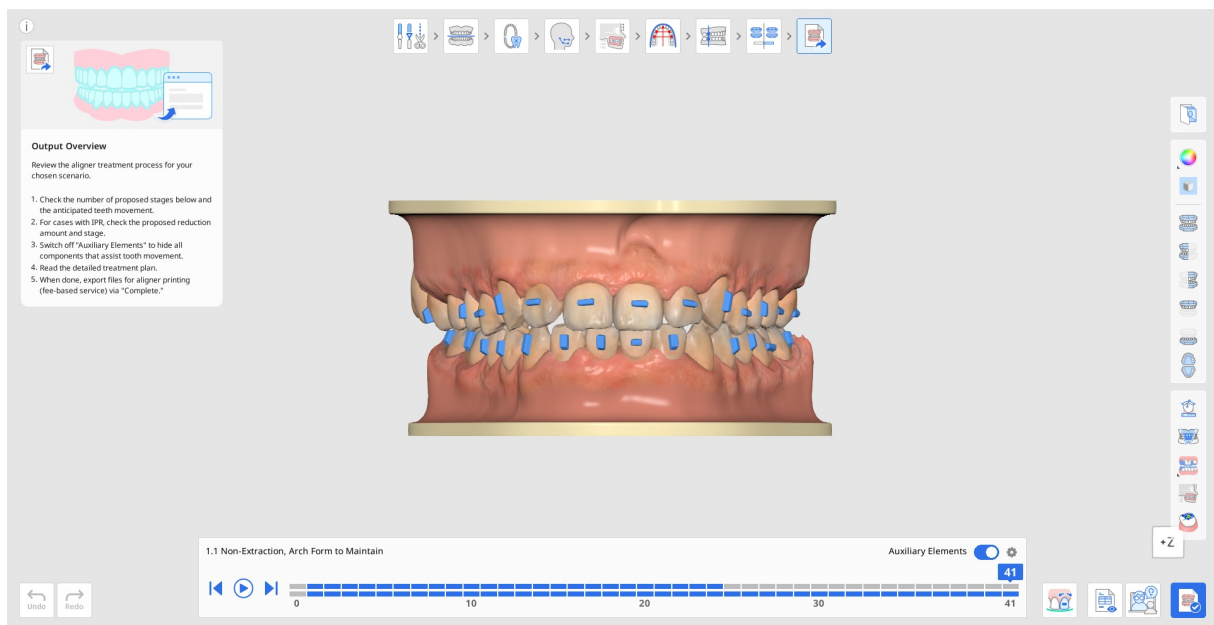 i
Output Overview
Review the aligner treatment process for your
chosen scenario.
1. Check the number of proposed stages below and
the anticipated teeth movement.
2. For cases with IPR, check the proposed reduction
amount and stage.
3. Switch off "Auxiliary Elements" to hide all
components that assist tooth movement.
4. Read the detailed treatment plan.
5. When done, export files for aligner printing
(fee-based service) via "Complete."
+Z
1.1 Non-Extraction, Arch Form to Maintain
Auxiliary Elements
41
0 10 20 30 41
Undo Redo